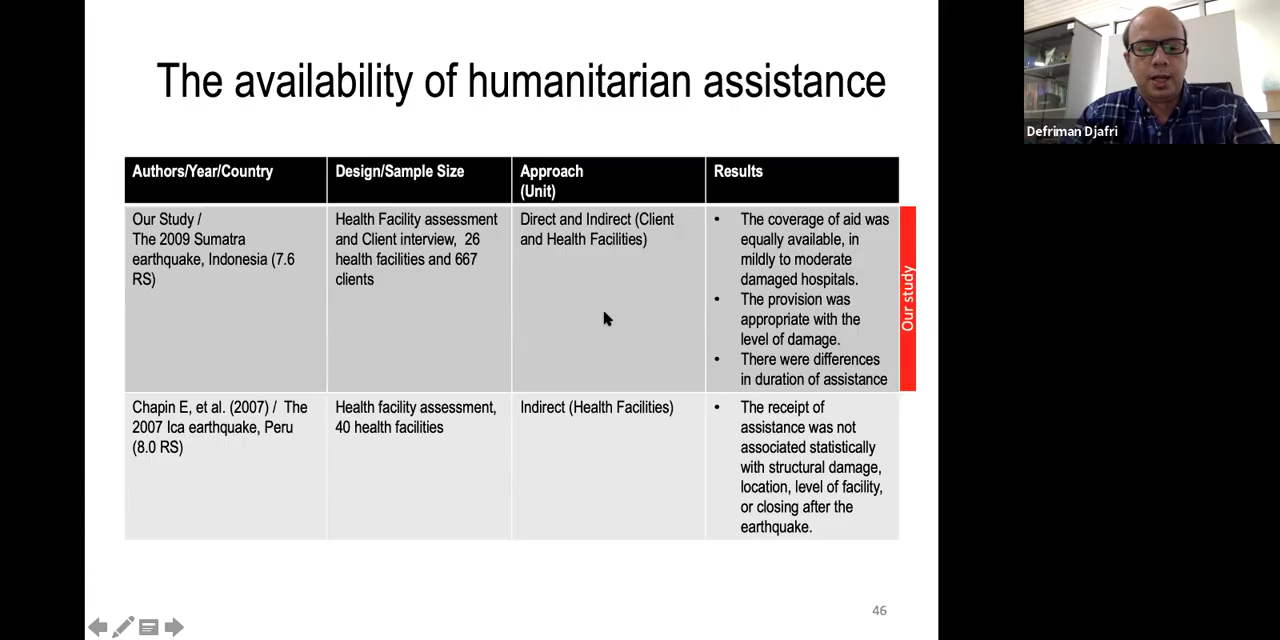 The availability of humanitarian assistance
Authors/Year/Country
Design/Sample Size
Approach
(Unit)
Results
Our Study /
The 2009 Sumatra
earthquake, Indonesia (7.6
RS)
Health Facility assessment
and Client interview, 26
health facilities and 667
clients
Direct and Indirect (Client
and Health Facilities)
• The coverage of aid was
equally available, in
mildly to moderate
damaged hospitals.
• The provision was
appropriate with the
level of damage.
• There were differences
in duration of assistance
Our study
Chapin E, et al. (2007) / The
2007 Ica earthquake, Peru
(8.0 RS)
Health facility assessment,
40 health facilities
Indirect (Health Facilities)
• The receipt of
assistance was not
associated statistically
with structural damage,
location, level of facility,
or closing after the
earthquake.
46
Defriman Djafri